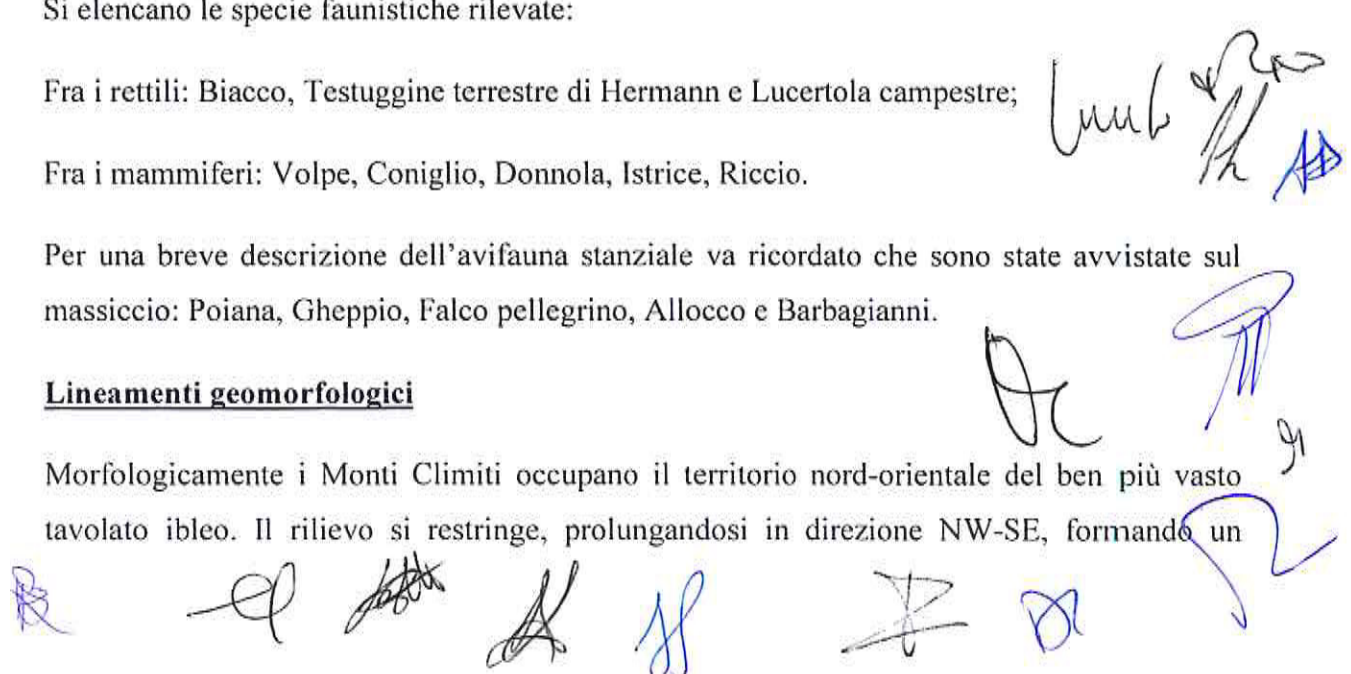 Si elencano le specie faunistiche rilevate:
Fra i rettili: Biacco, Testuggine terrestre di Hermann e Lucertola campestre;
Fra i mammiferi: Volpe, Coniglio, Donnola, Istrice, Riccio.
Per una breve descrizione dell'avifauna stanziale va ricordato che sono state avvistate sul
massiccio: Poiana, Gheppio, Falco pellegrino, Allocco e Barbagianni.
Lineamenti geomorfologici
Morfologicamente i Monti Climiti occupano il territorio nord-orientale del ben più vasto
tavolato ibleo. Il rilievo si restringe, prolungandosi in direzione NW-SE, formando un